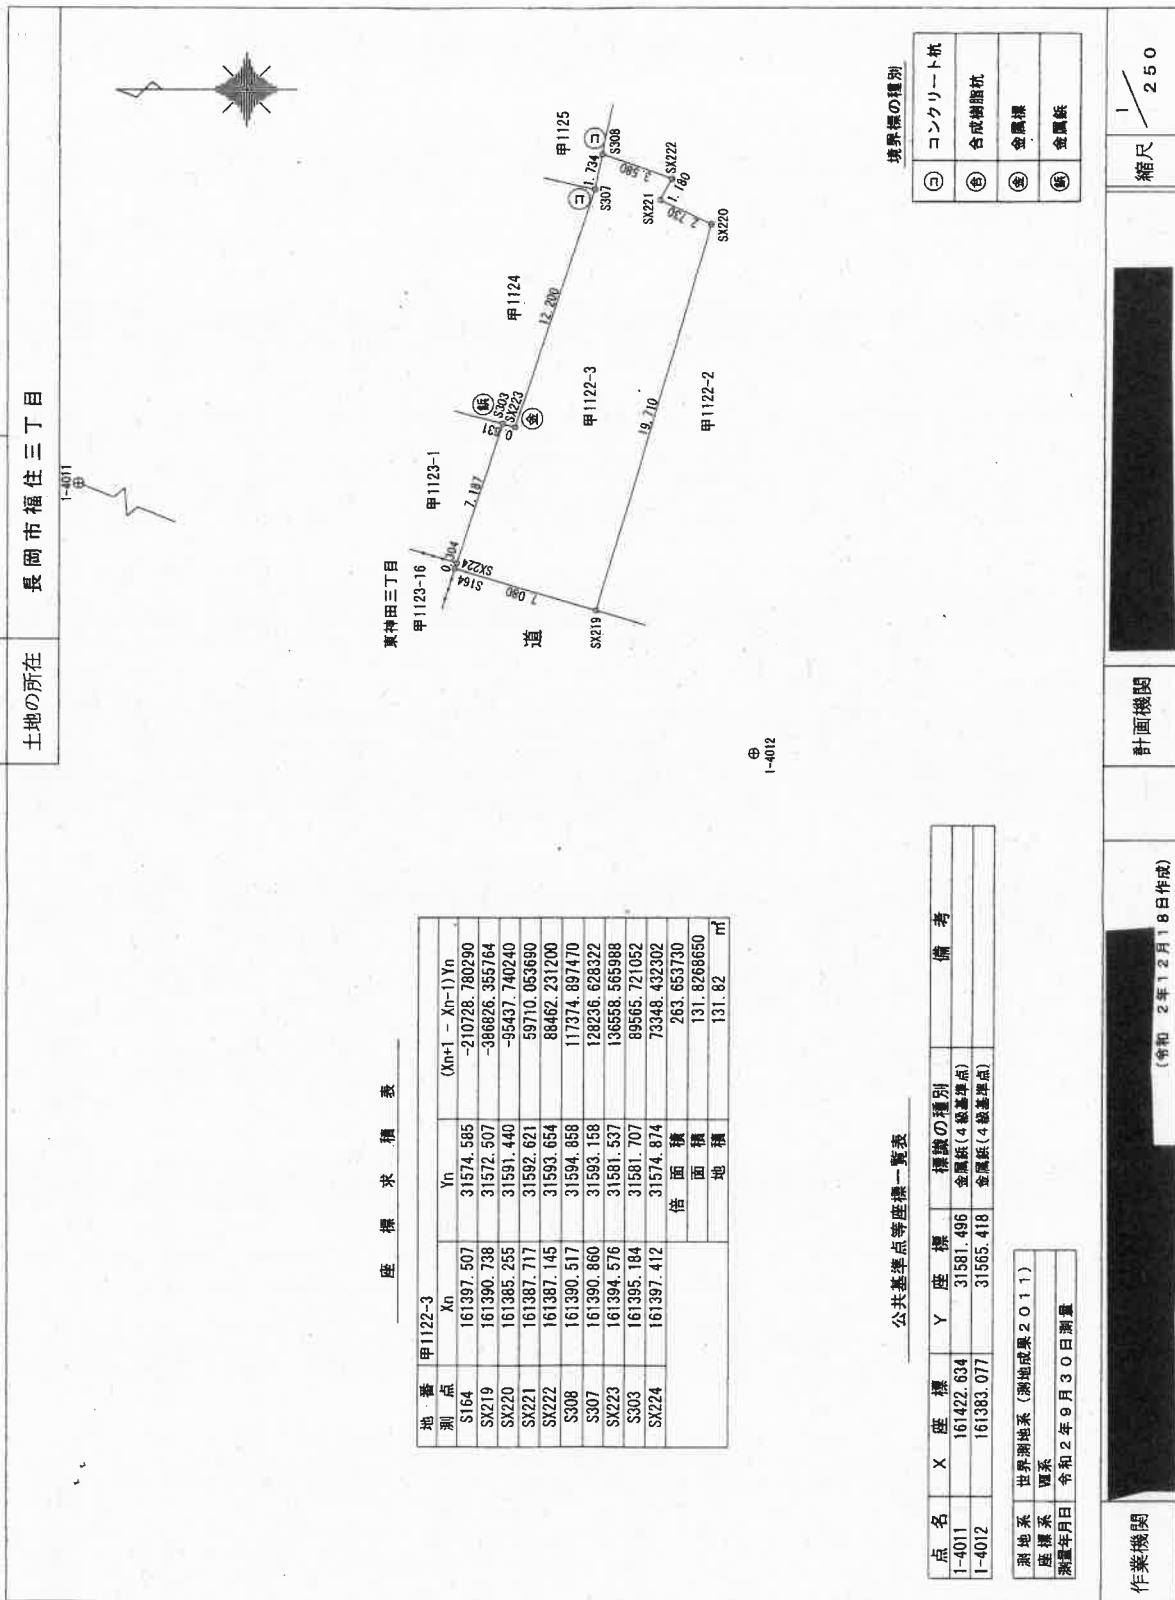 土地の所在 長岡市福住三丁目
1-4011
東神田三丁目
甲1123-16
甲1123-1
甲1124
甲1125
道
甲1122-3
甲1122-2
S164
SX224
0.304
7.187
0.631
鋲
S303
SX223
金
12.200
コ
S307
1.734
コ
S308
3.580
SX222
1.180
SX221
2.730
SX220
19.710
SX219
7.080
1-4012
境界標の種別
コ コンクリート杭
合 合成樹脂杭
金 金属標
鋲 金属鋲
座標求積表
地番 甲1122-3
測点 Xn Yn (Xn+1 - Xn-1)Yn
S164 161397.507 31574.585 -210728.780290
SX219 161390.738 31572.507 -386826.355764
SX220 161385.255 31591.440 -95437.740240
SX221 161387.717 31592.621 59710.053690
SX222 161387.145 31593.654 88462.231200
S308 161390.517 31594.858 117374.897470
S307 161390.860 31593.158 128236.628322
SX223 161394.576 31581.537 136558.565988
S303 161395.184 31581.707 89565.721052
SX224 161397.412 31574.874 73348.432302
倍面積 263.653730
面積 131.8268650
地積 131.82 ㎡
公共基準点等座標一覧表
点名 X座標 Y座標 標識の種別 備考
1-4011 161422.634 31581.496 金属鋲(4級基準点)
1-4012 161383.077 31565.418 金属鋲(4級基準点)
測地系 世界測地系(測地成果2011)
座標系 Ⅷ系
測量年月日 令和2年9月30日測量
作業機関
(令和 2年12月18日作成)
計画機関
縮尺 1/250